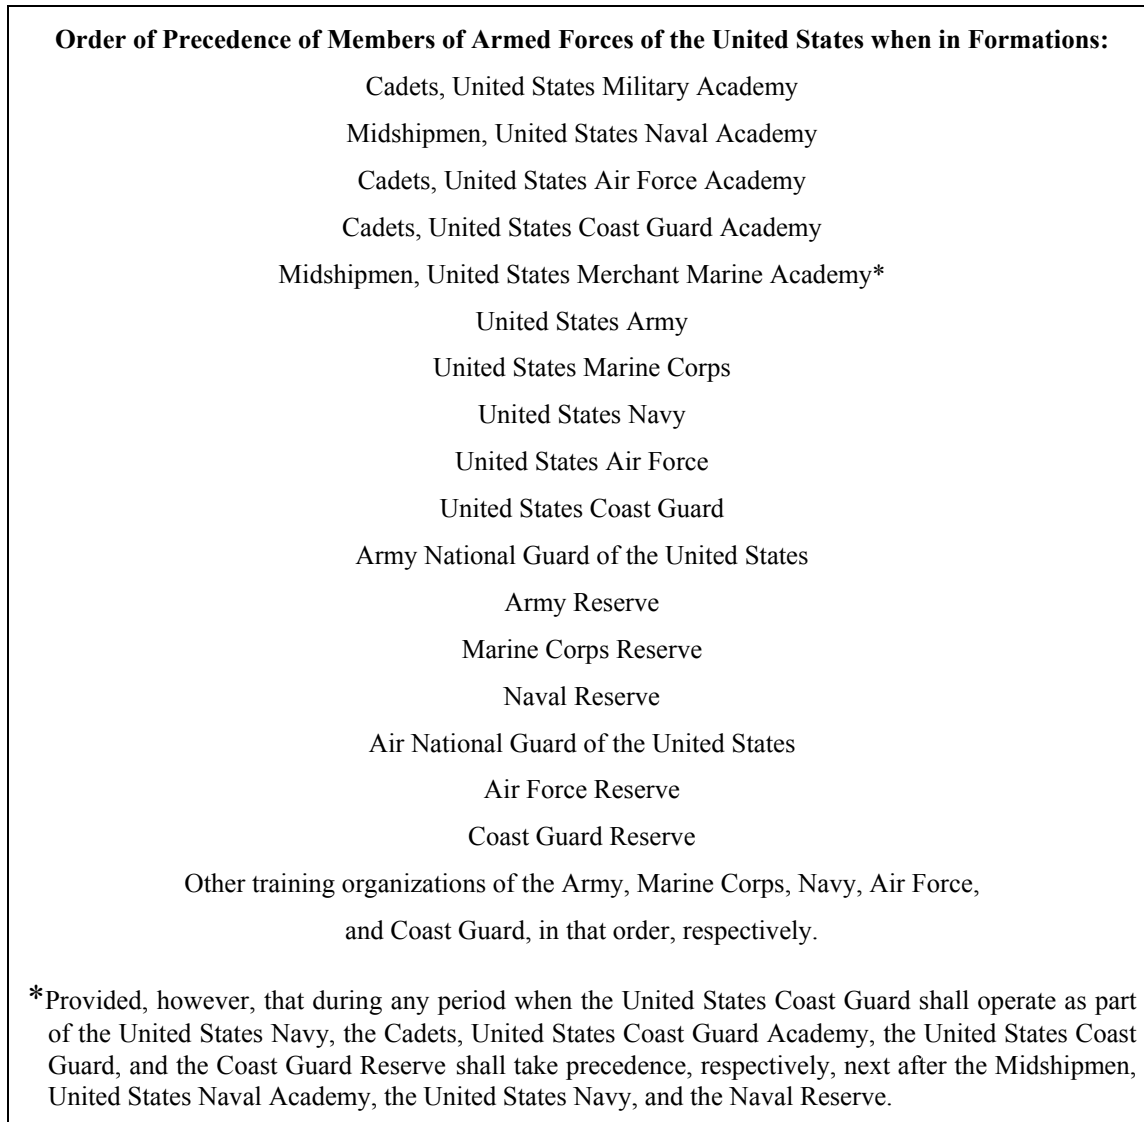 Order of Precedence of Members of Armed Forces of the United States when in Formations:
Cadets, United States Military Academy
Midshipmen, United States Naval Academy
Cadets, United States Air Force Academy
Cadets, United States Coast Guard Academy
Midshipmen, United States Merchant Marine Academy*
United States Army
United States Marine Corps
United States Navy
United States Air Force
United States Coast Guard
Army National Guard of the United States
Army Reserve
Marine Corps Reserve
Naval Reserve
Air National Guard of the United States
Air Force Reserve
Coast Guard Reserve
Other training organizations of the Army, Marine Corps, Navy, Air Force,
and Coast Guard, in that order, respectively.
*Provided, however, that during any period when the United States Coast Guard shall operate as part
of the United States Navy, the Cadets, United States Coast Guard Academy, the United States Coast
Guard, and the Coast Guard Reserve shall take precedence, respectively, next after the Midshipmen,
United States Naval Academy, the United States Navy, and the Naval Reserve.